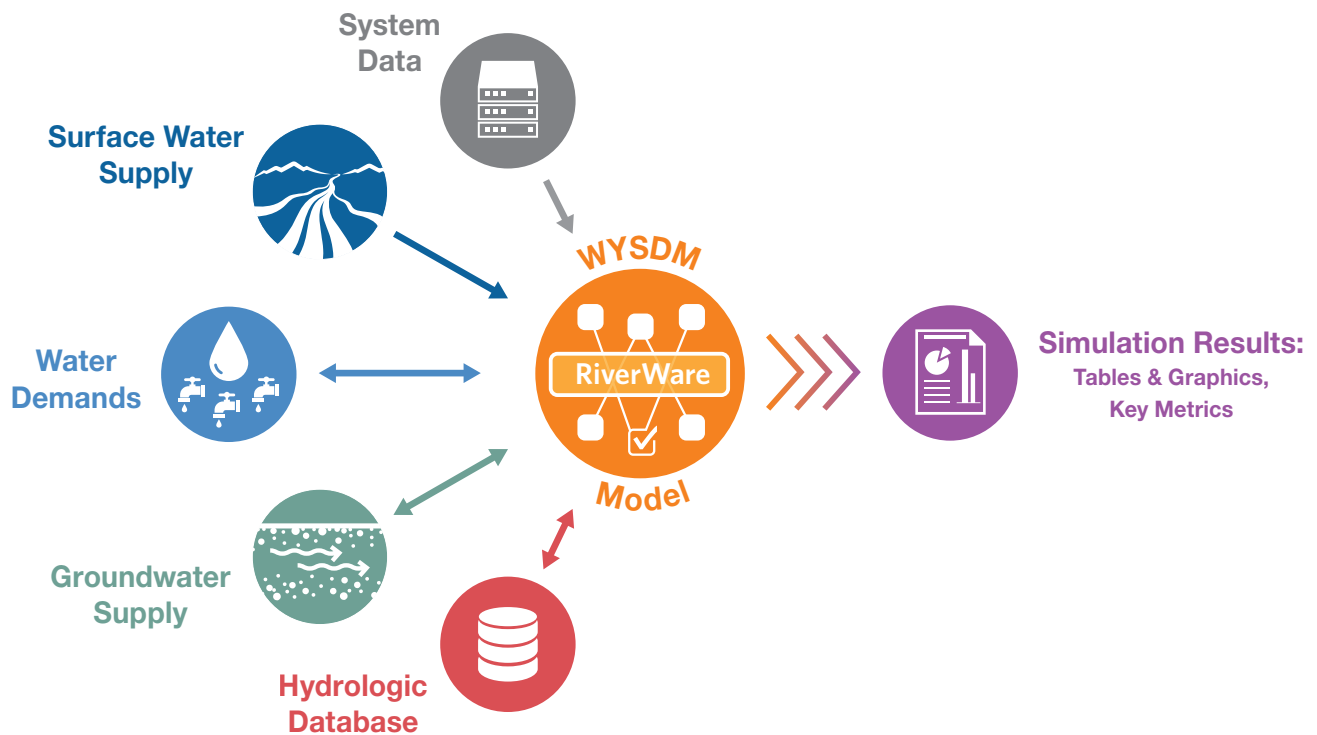 System
Data
Surface Water
Supply
WYSDM
RiverWare
Model
Water
Demands
Simulation Results:
Tables & Graphics,
Key Metrics
Groundwater
Supply
Hydrologic
Database